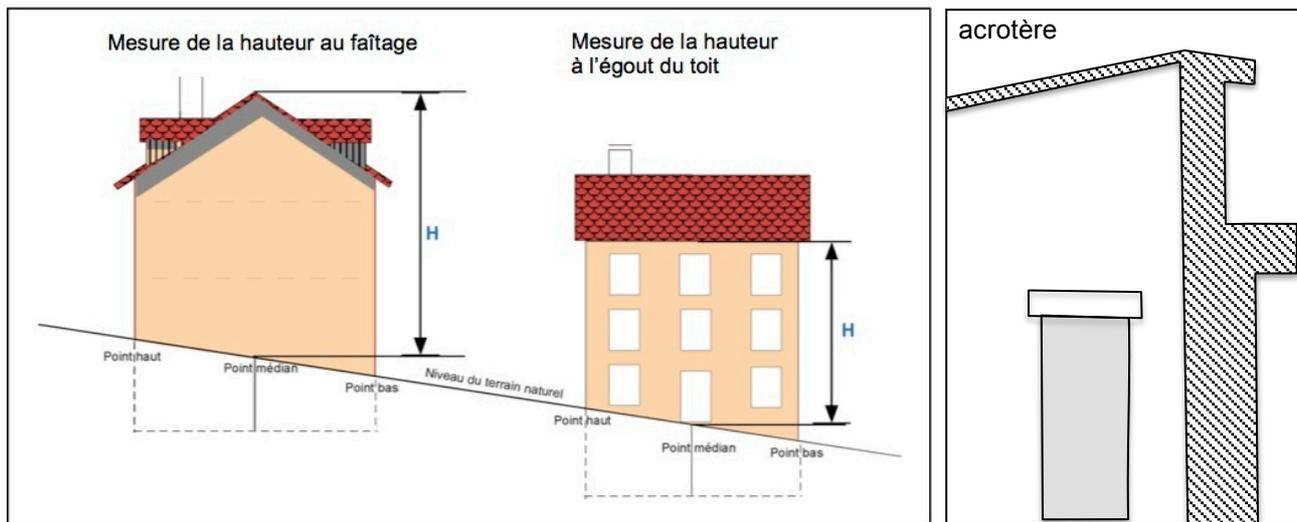 Mesure de la hauteur au faîtage
H
Point haut
Point médian
Point bas
Niveau du terrain naturel
Mesure de la hauteur
à l'égout du toit
H
Point haut
Point médian
Point bas
acrotère